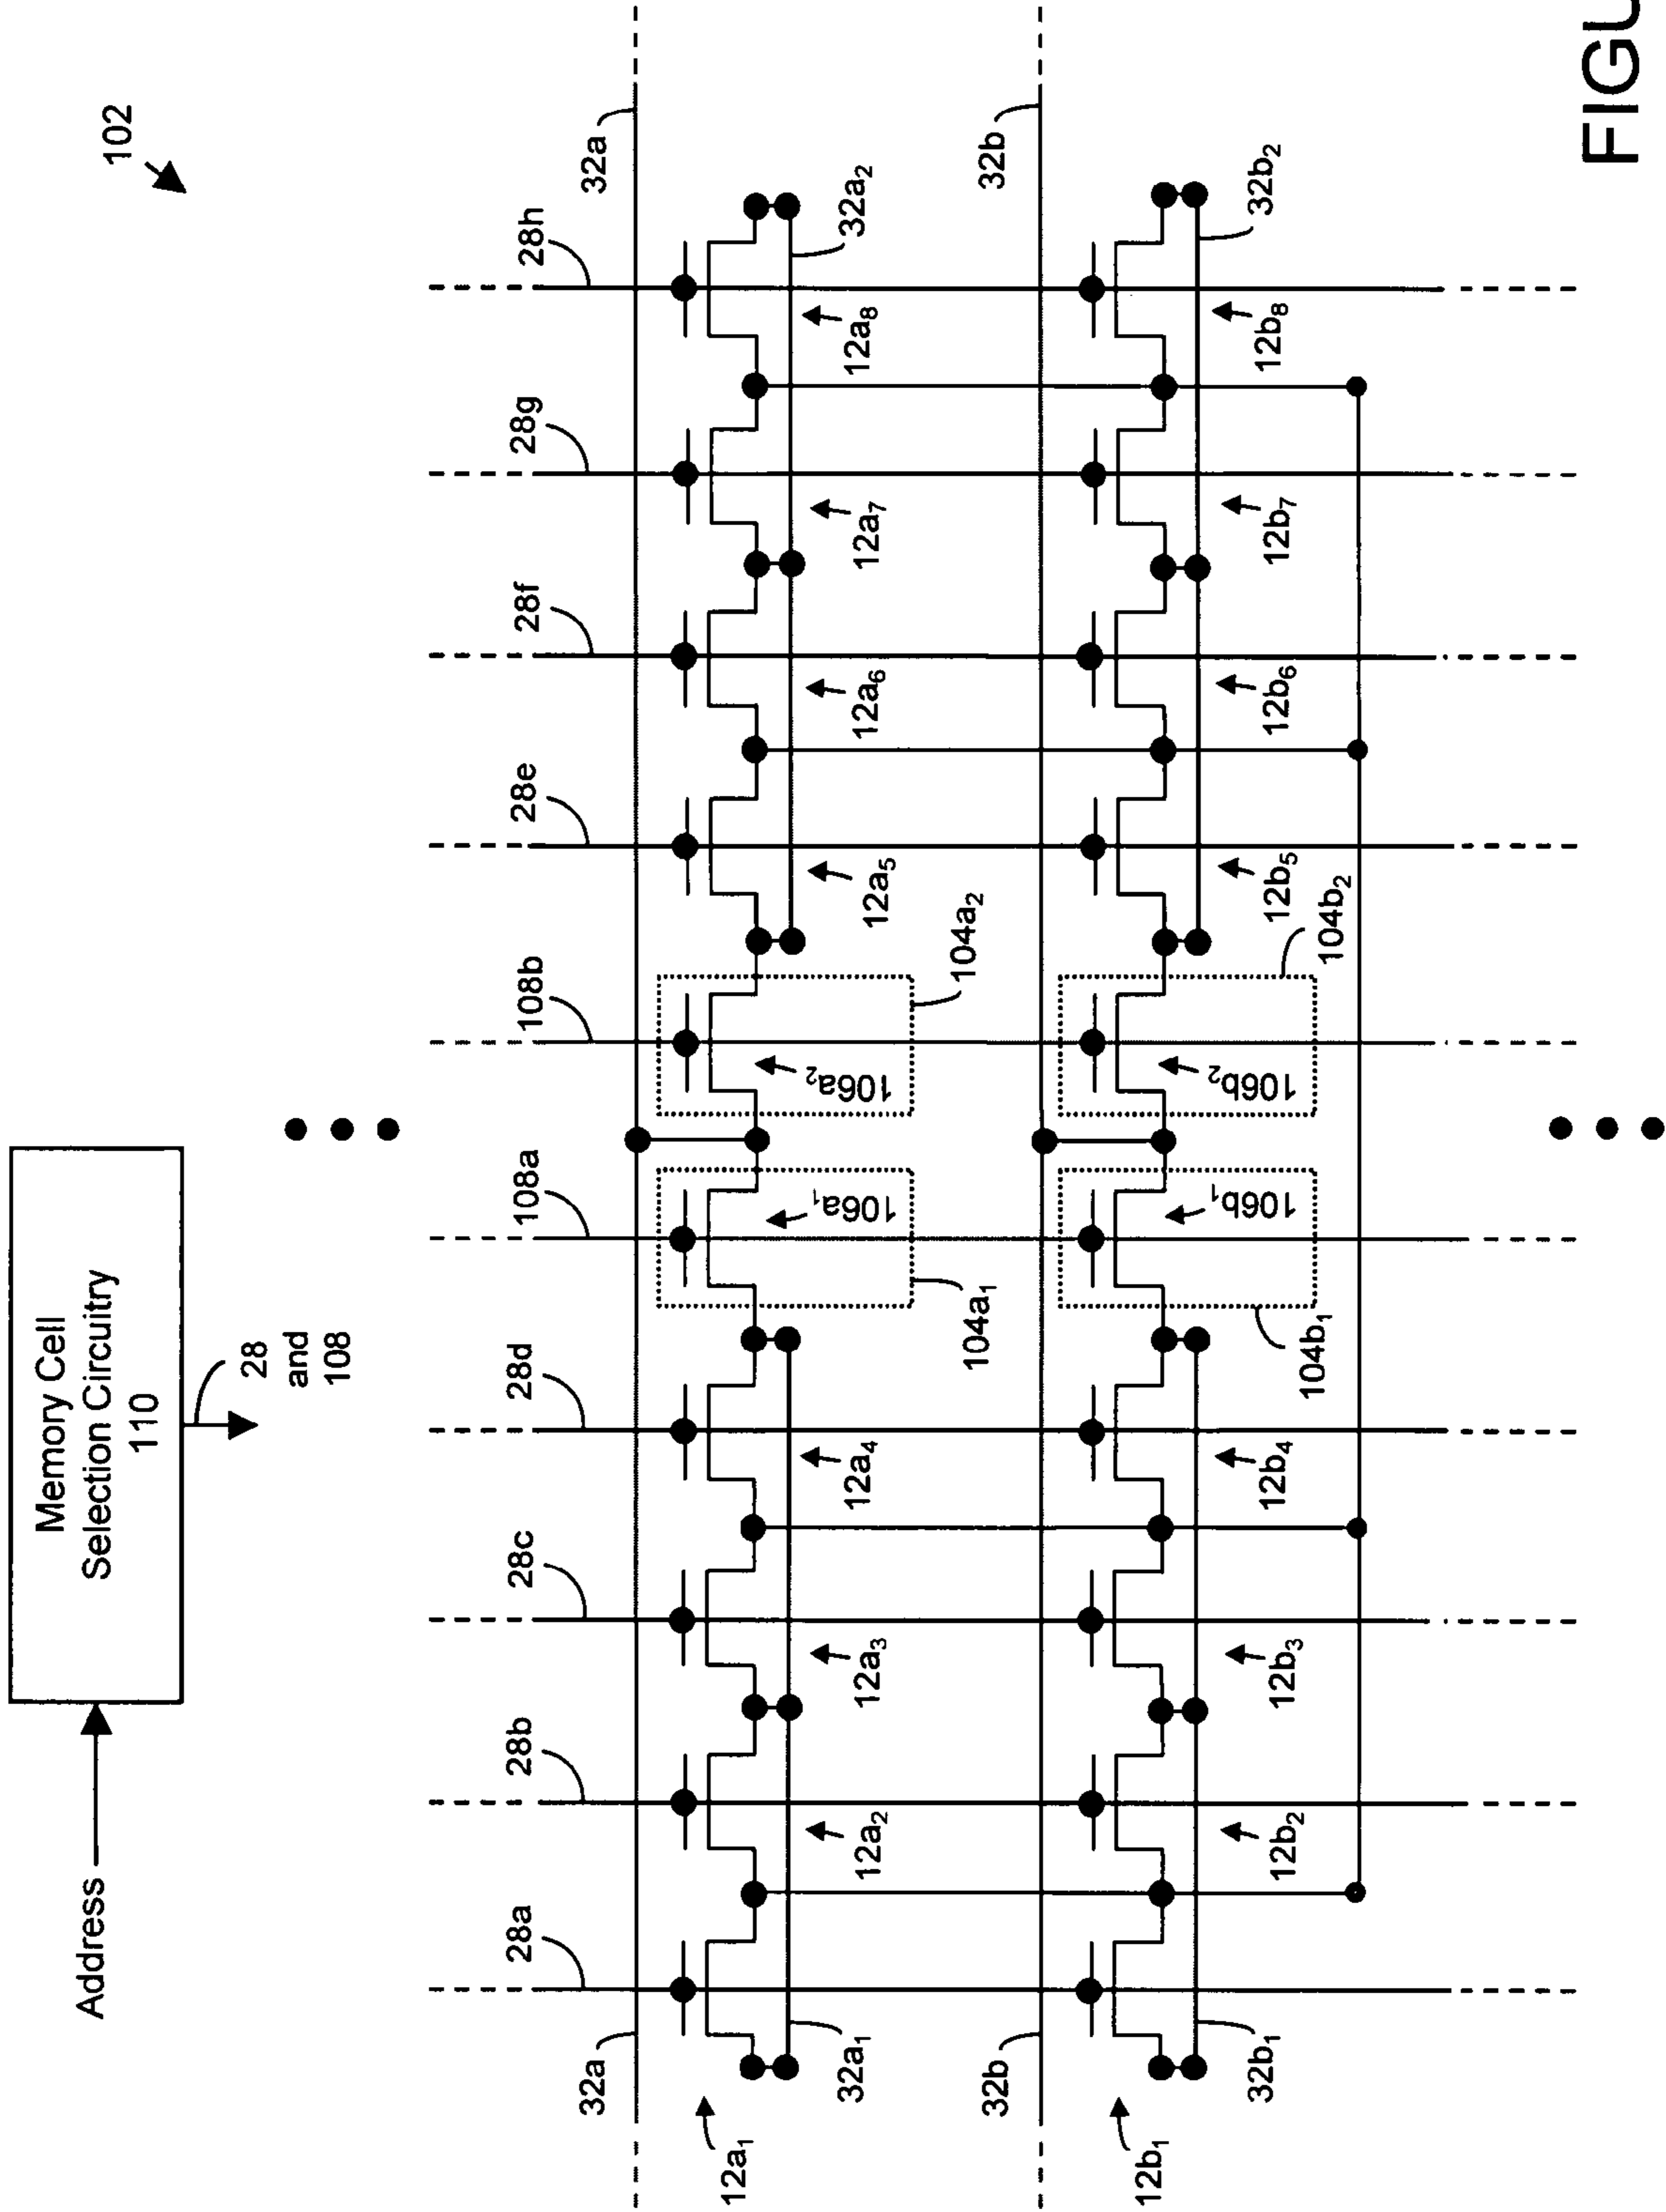 102
Memory Cell
Selection Circuitry
110
Address
28
and
108
28a
28b
28c
28d
108a
108b
28e
28f
28g
28h
32a
32a
12a₁
32a₁
12a₂
12a₃
12a₄
104a₁
106a₁
106a₂
104a₂
12a₅
12a₆
12a₇
12a₈
32a₂
32b
32b
12b₁
32b₁
12b₂
12b₃
12b₄
104b₁
106b₁
106b₂
104b₂
12b₅
12b₆
12b₇
12b₈
32b₂